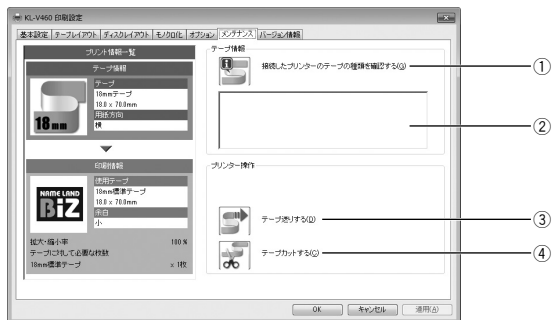 KL-V460 印刷設定
基本設定 テープレイアウト ディスクレイアウト モノクロ化 オプション メンテナンス バージョン情報
プリント情報一覧
テープ情報
18mm
テープ
18mmテープ
18.0 x 70.0mm
用紙方向
横
印刷情報
NAME LAND
BiZ
使用テープ
18mm標準テープ
18.0 x 70.0mm
余白
小
拡大・縮小率 100 %
テープに対して必要な枚数
18mm標準テープ = 1枚
テープ情報
接続したプリンターのテープの種類を確認する(Q)
①
②
プリンター操作
テープ送りする(D)
③
テープカットする(C)
④
OK キャンセル 適用(A)